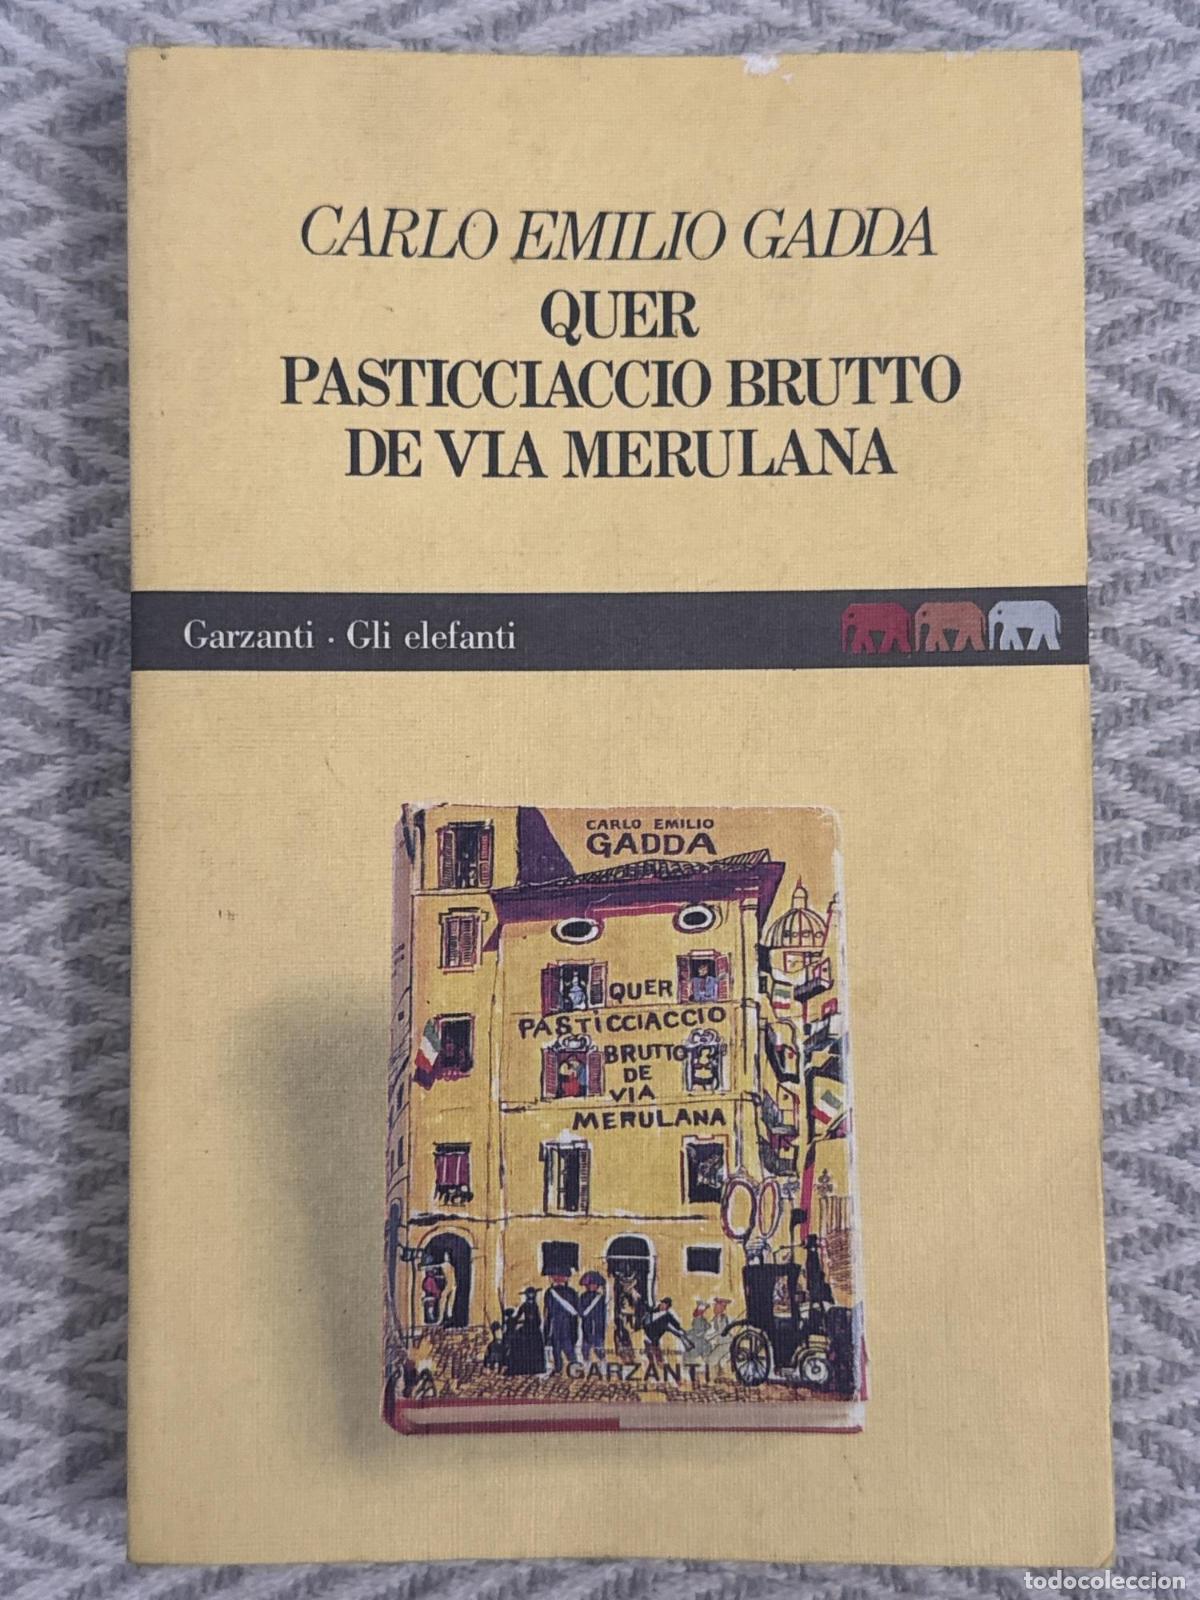 CARLO EMILIO GADDA
QUER
PASTICCIACCIO BRUTTO
DE VIA MERULANA
Garzanti · Gli elefanti
CARLO EMILIO
GADDA
QUER
PASTICCIACCIO
BRUTTO
DE
VIA
MERULANA
GARZANTI
todocoleccion